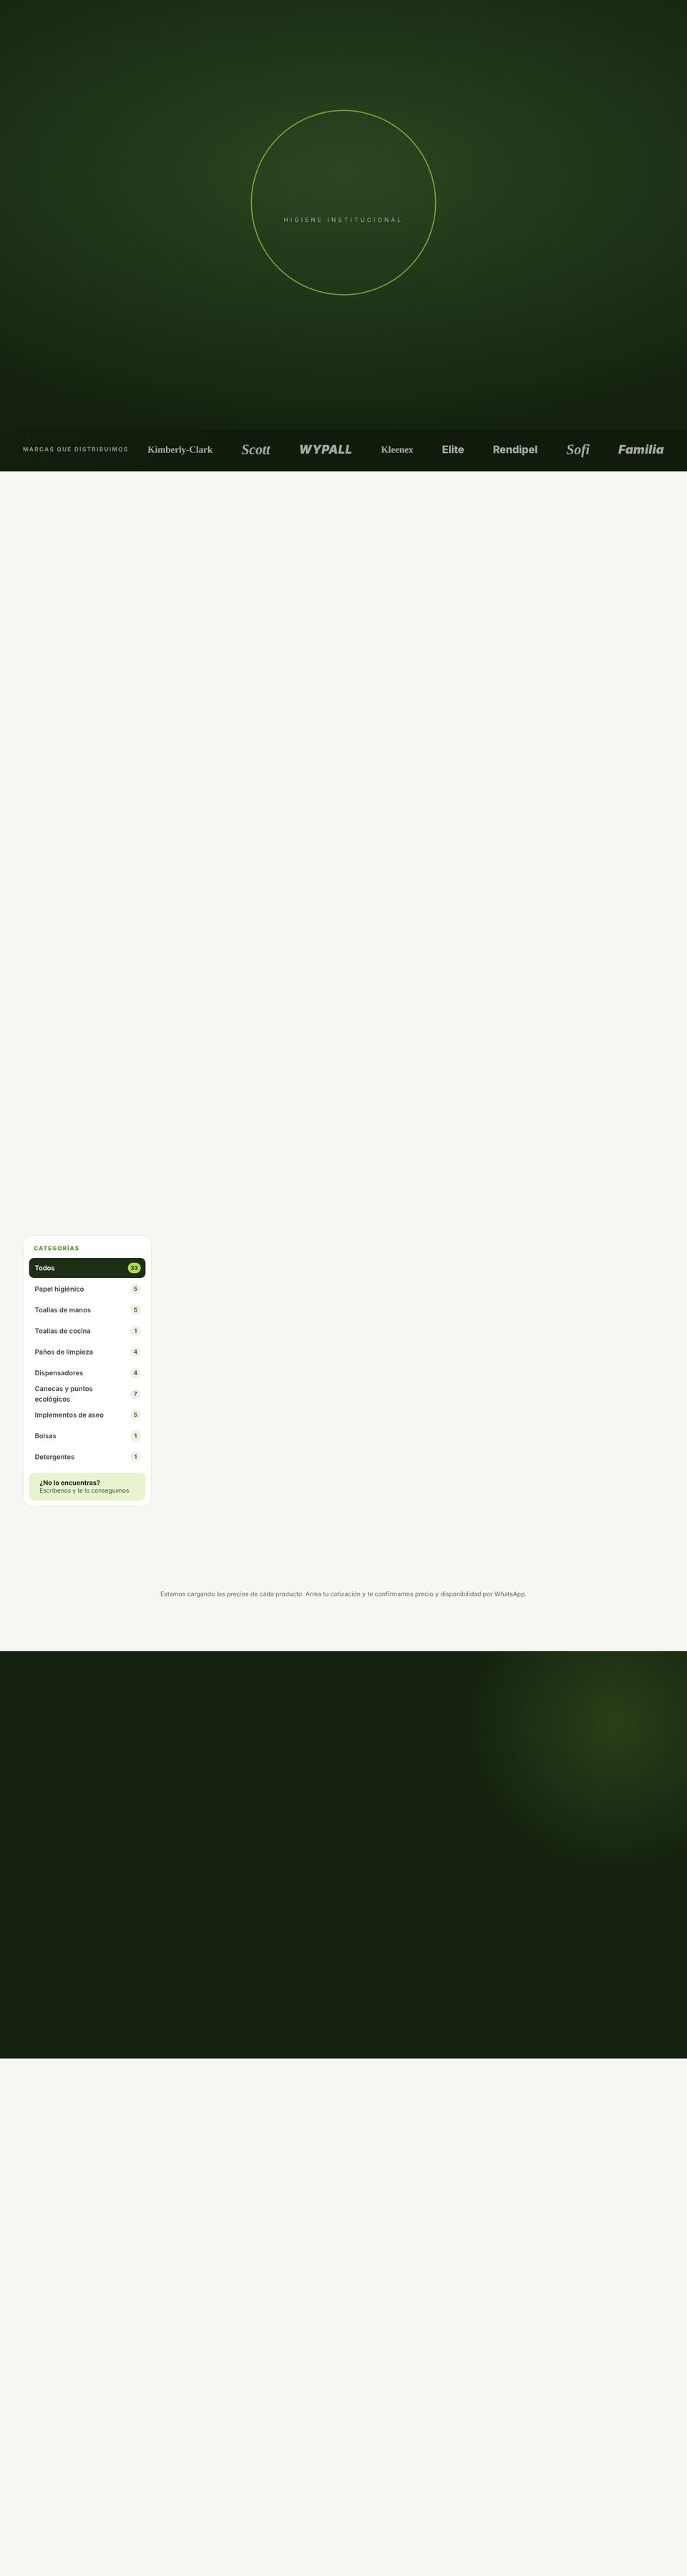 HIGIENE INSTITUCIONAL
MARCAS QUE DISTRIBUIMOS Kimberly-Clark Scott WYPALL Kleenex Elite Rendipel Sofi Familia
CATEGORÍAS
Todos 33
Papel higiénico 5
Toallas de manos 5
Toallas de cocina 1
Paños de limpieza 4
Dispensadores 4
Canecas y puntos
ecológicos 7
Implementos de aseo 5
Bolsas 1
Detergentes 1
¿No lo encuentras?
Escríbenos y te lo conseguimos
Estamos cargando los precios de cada producto. Arma tu cotización y te confirmamos precio y disponibilidad por WhatsApp.